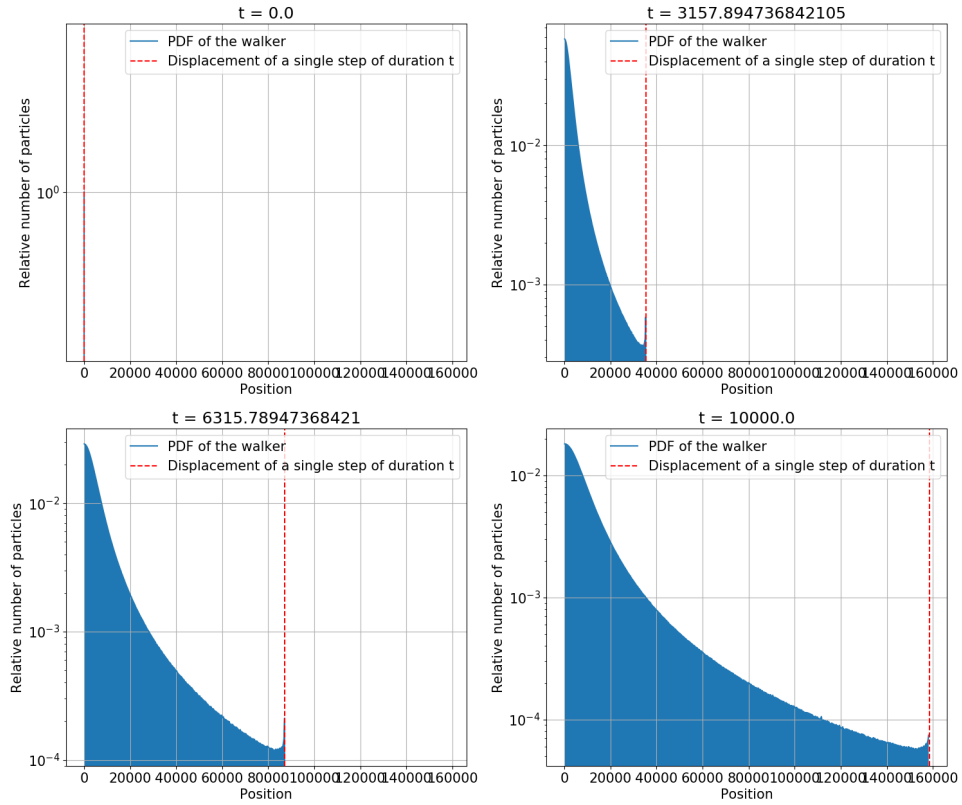 t = 0.0
PDF of the walker
Displacement of a single step of duration t
Relative number of particles
10⁰
0 20000 40000 60000 80000 100000 120000 140000 160000
Position
t = 3157.894736842105
PDF of the walker
Displacement of a single step of duration t
Relative number of particles
10⁻²
10⁻³
0 20000 40000 60000 80000 100000 120000 140000 160000
Position
t = 6315.78947368421
PDF of the walker
Displacement of a single step of duration t
Relative number of particles
10⁻²
10⁻³
10⁻⁴
0 20000 40000 60000 80000 100000 120000 140000 160000
Position
t = 10000.0
PDF of the walker
Displacement of a single step of duration t
Relative number of particles
10⁻²
10⁻³
10⁻⁴
0 20000 40000 60000 80000 100000 120000 140000 160000
Position